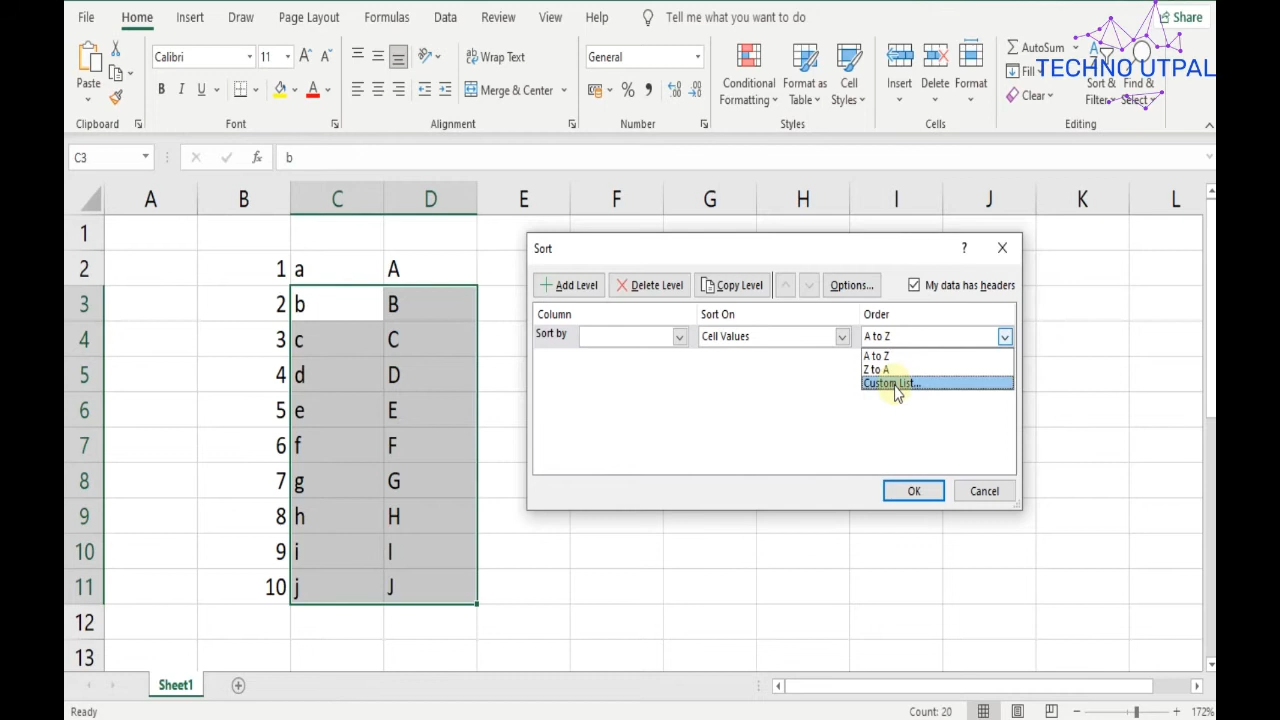 File Home Insert Draw Page Layout Formulas Data Review View Help Tell me what you want to do Share
Calibri 11 Wrap Text General AutoSum
TECHNO UTPAL
Paste Conditional Formatting Format as Table Cell Styles Insert Delete Format Fill Sort & Filter Find & Select
B I U A Merge & Center % Clear
Clipboard Font Alignment Number Styles Cells Editing
C3 fx b
A B C D E F G H I J K L
1
2 1 a A
3 2 b B
4 3 c C
5 4 d D
6 5 e E
7 6 f F
8 7 g G
9 8 h H
10 9 i I
11 10 j J
12
13
Sort ?
Add Level Delete Level Copy Level Options... My data has headers
Column Sort On Order
Sort by Cell Values A to Z
A to Z
Z to A
Custom List...
OK Cancel
Sheet1
Ready Count: 20 172%